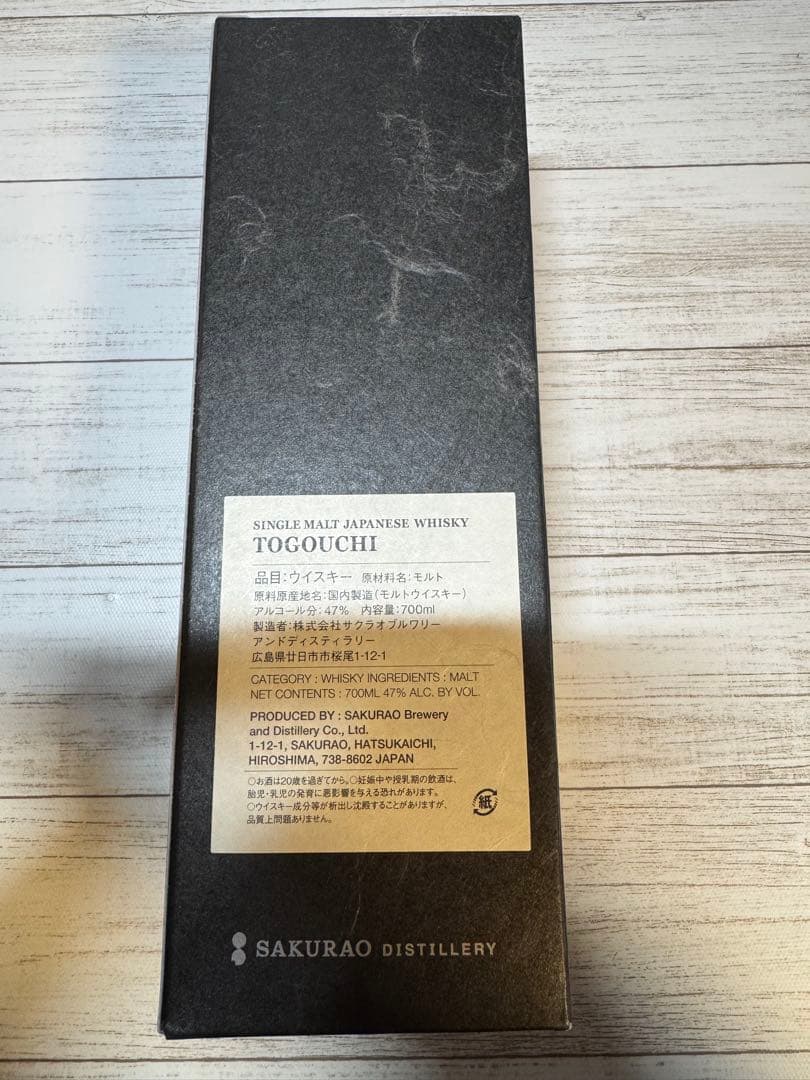 SINGLE MALT JAPANESE WHISKY
TOGOUCHI
品目:ウイスキー 原材料名:モルト
原料原産地名:国内製造(モルトウイスキー)
アルコール分:47% 内容量:700ml
製造者:株式会社サクラオブルワリー
アンドディスティラリー
広島県廿日市市桜尾1-12-1
CATEGORY : WHISKY INGREDIENTS : MALT
NET CONTENTS : 700ML 47% ALC. BY VOL.
PRODUCED BY : SAKURAO Brewery
and Distillery Co., Ltd.
1-12-1, SAKURAO, HATSUKAICHI,
HIROSHIMA, 738-8602 JAPAN
○お酒は20歳を過ぎてから。○妊娠中や授乳期の飲酒は、
胎児・乳児の発育に悪影響を与える恐れがあります。
○ウイスキー成分等が析出し沈殿することがありますが、
品質上問題ありません。
紙
SAKURAO DISTILLERY